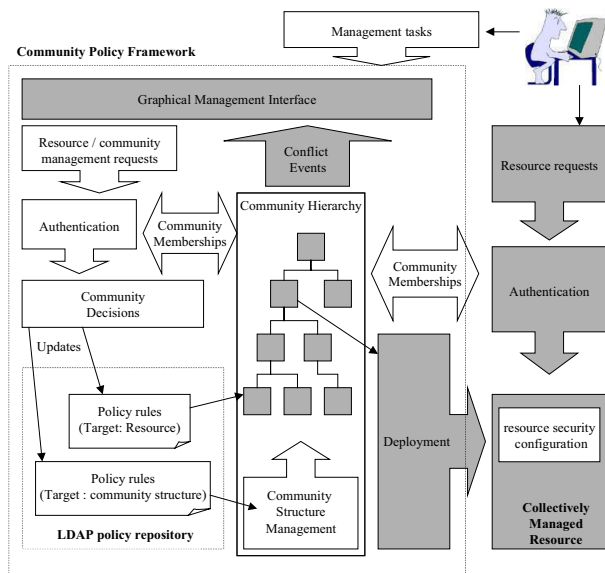 Management tasks
Community Policy Framework
Graphical Management Interface
Resource / community
management requests
Conflict
Events
Resource requests
Community Hierarchy
Authentication
Community
Memberships
Community
Memberships
Authentication
Community
Decisions
Updates
Policy rules
(Target: Resource)
Deployment
resource security
configuration
Policy rules
(Target : community structure)
Community
Structure
Management
Collectively
Managed
Resource
LDAP policy repository